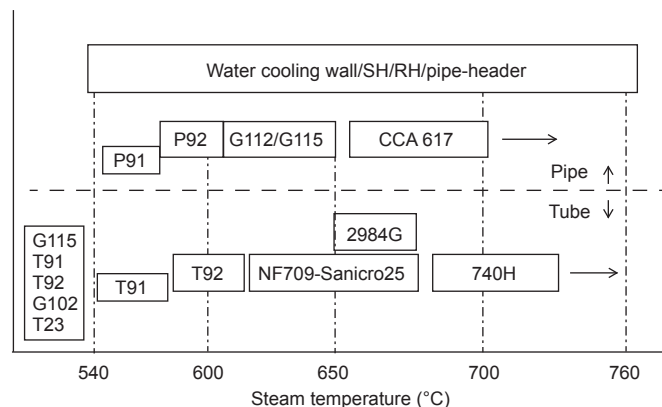 Water cooling wall/SH/RH/pipe-header
P92
G112/G115
CCA 617
P91
Pipe
Tube
2984G
G115
T91
T92
G102
T23
T91
T92
NF709-Sanicro25
740H
540
600
650
700
760
Steam temperature (°C)